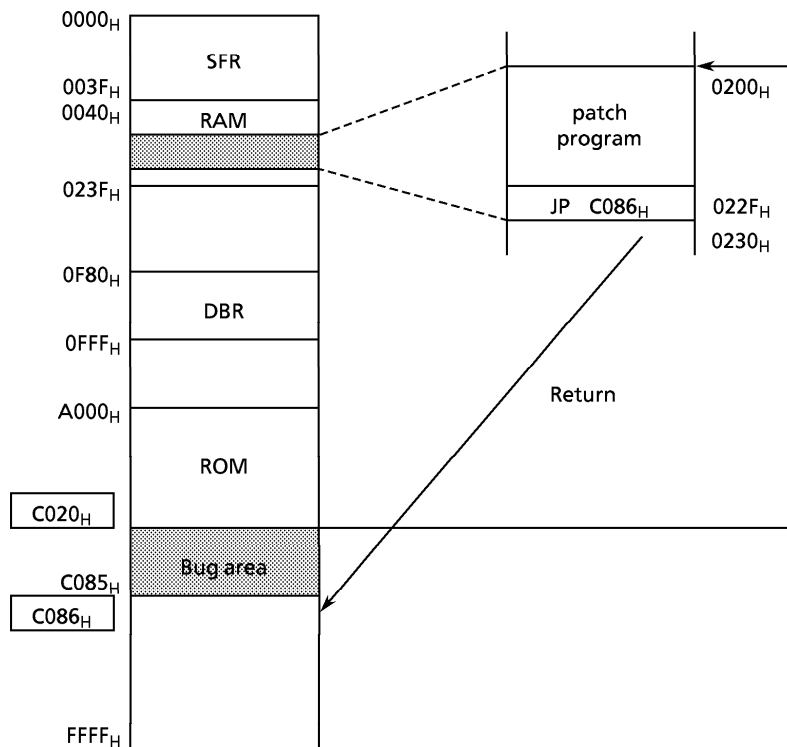 0000H
SFR
003FH
0040H
RAM
023FH
0F80H
DBR
0FFFH
A000H
ROM
C020H
Bug area
C085H
C086H
FFFFH
0200H
patch
program
JP C086H
022FH
0230H
Return